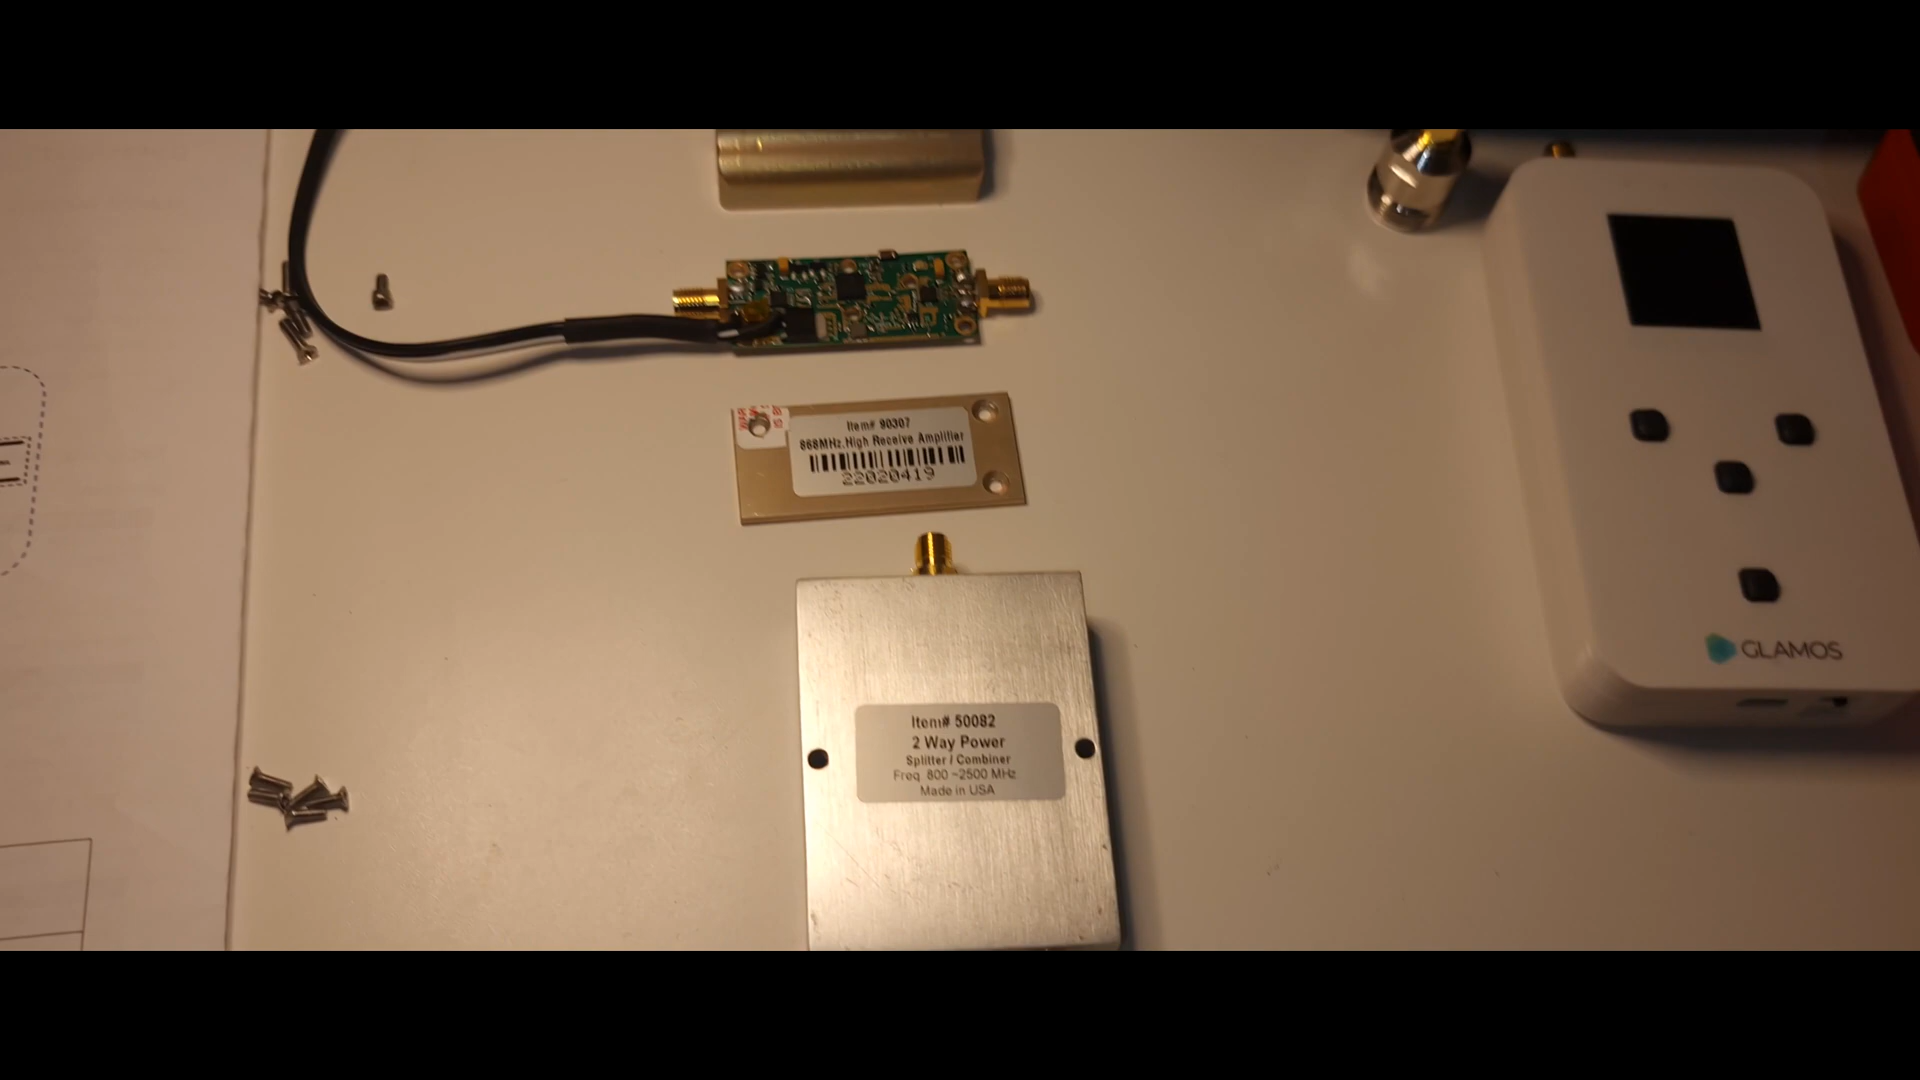 Item# 90307
868MHz.High Receive Amplifier
22020419
Item# 50082
2 Way Power
Splitter / Combiner
Freq. 800 ~2500 MHz
Made in USA
GLAMOS